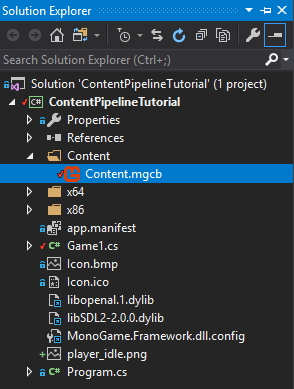 Solution Explorer
Search Solution Explorer (Ctrl+;)
Solution 'ContentPipelineTutorial' (1 project)
C# ContentPipelineTutorial
Properties
References
Content
Content.mgcb
x64
x86
app.manifest
C# Game1.cs
Icon.bmp
Icon.ico
libopenal.1.dylib
libSDL2-2.0.0.dylib
MonoGame.Framework.dll.config
player_idle.png
C# Program.cs